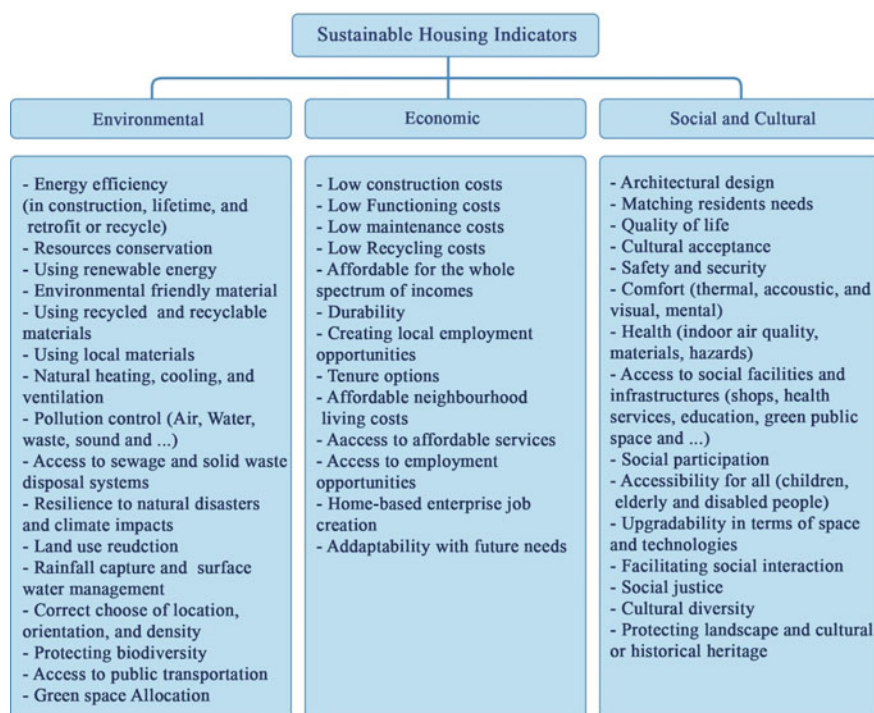 Sustainable Housing Indicators
Environmental
- Energy efficiency
(in construction, lifetime, and
retrofit or recycle)
- Resources conservation
- Using renewable energy
- Environmental friendly material
- Using recycled and recyclable
materials
- Using local materials
- Natural heating, cooling, and
ventilation
- Pollution control (Air, Water,
waste, sound and ...)
- Access to sewage and solid waste
disposal systems
- Resilience to natural disasters
and climate impacts
- Land use reudction
- Rainfall capture and surface
water management
- Correct choose of location,
orientation, and density
- Protecting biodiversity
- Access to public transportation
- Green space Allocation
Economic
- Low construction costs
- Low Functioning costs
- Low maintenance costs
- Low Recycling costs
- Affordable for the whole
spectrum of incomes
- Durability
- Creating local employment
opportunities
- Tenure options
- Affordable neighbourhood
living costs
- Aaccess to affordable services
- Access to employment
opportunities
- Home-based enterprise job
creation
- Addaptability with future needs
Social and Cultural
- Architectural design
- Matching residents needs
- Quality of life
- Cultural acceptance
- Safety and security
- Comfort (thermal, accoustic, and
visual, mental)
- Health (indoor air quality,
materials, hazards)
- Access to social facilities and
infrastructures (shops, health
services, education, green public
space and ...)
- Social participation
- Accessibility for all (children,
elderly and disabled people)
- Upgradability in terms of space
and technologies
- Facilitating social interaction
- Social justice
- Cultural diversity
- Protecting landscape and cultural
or historical heritage